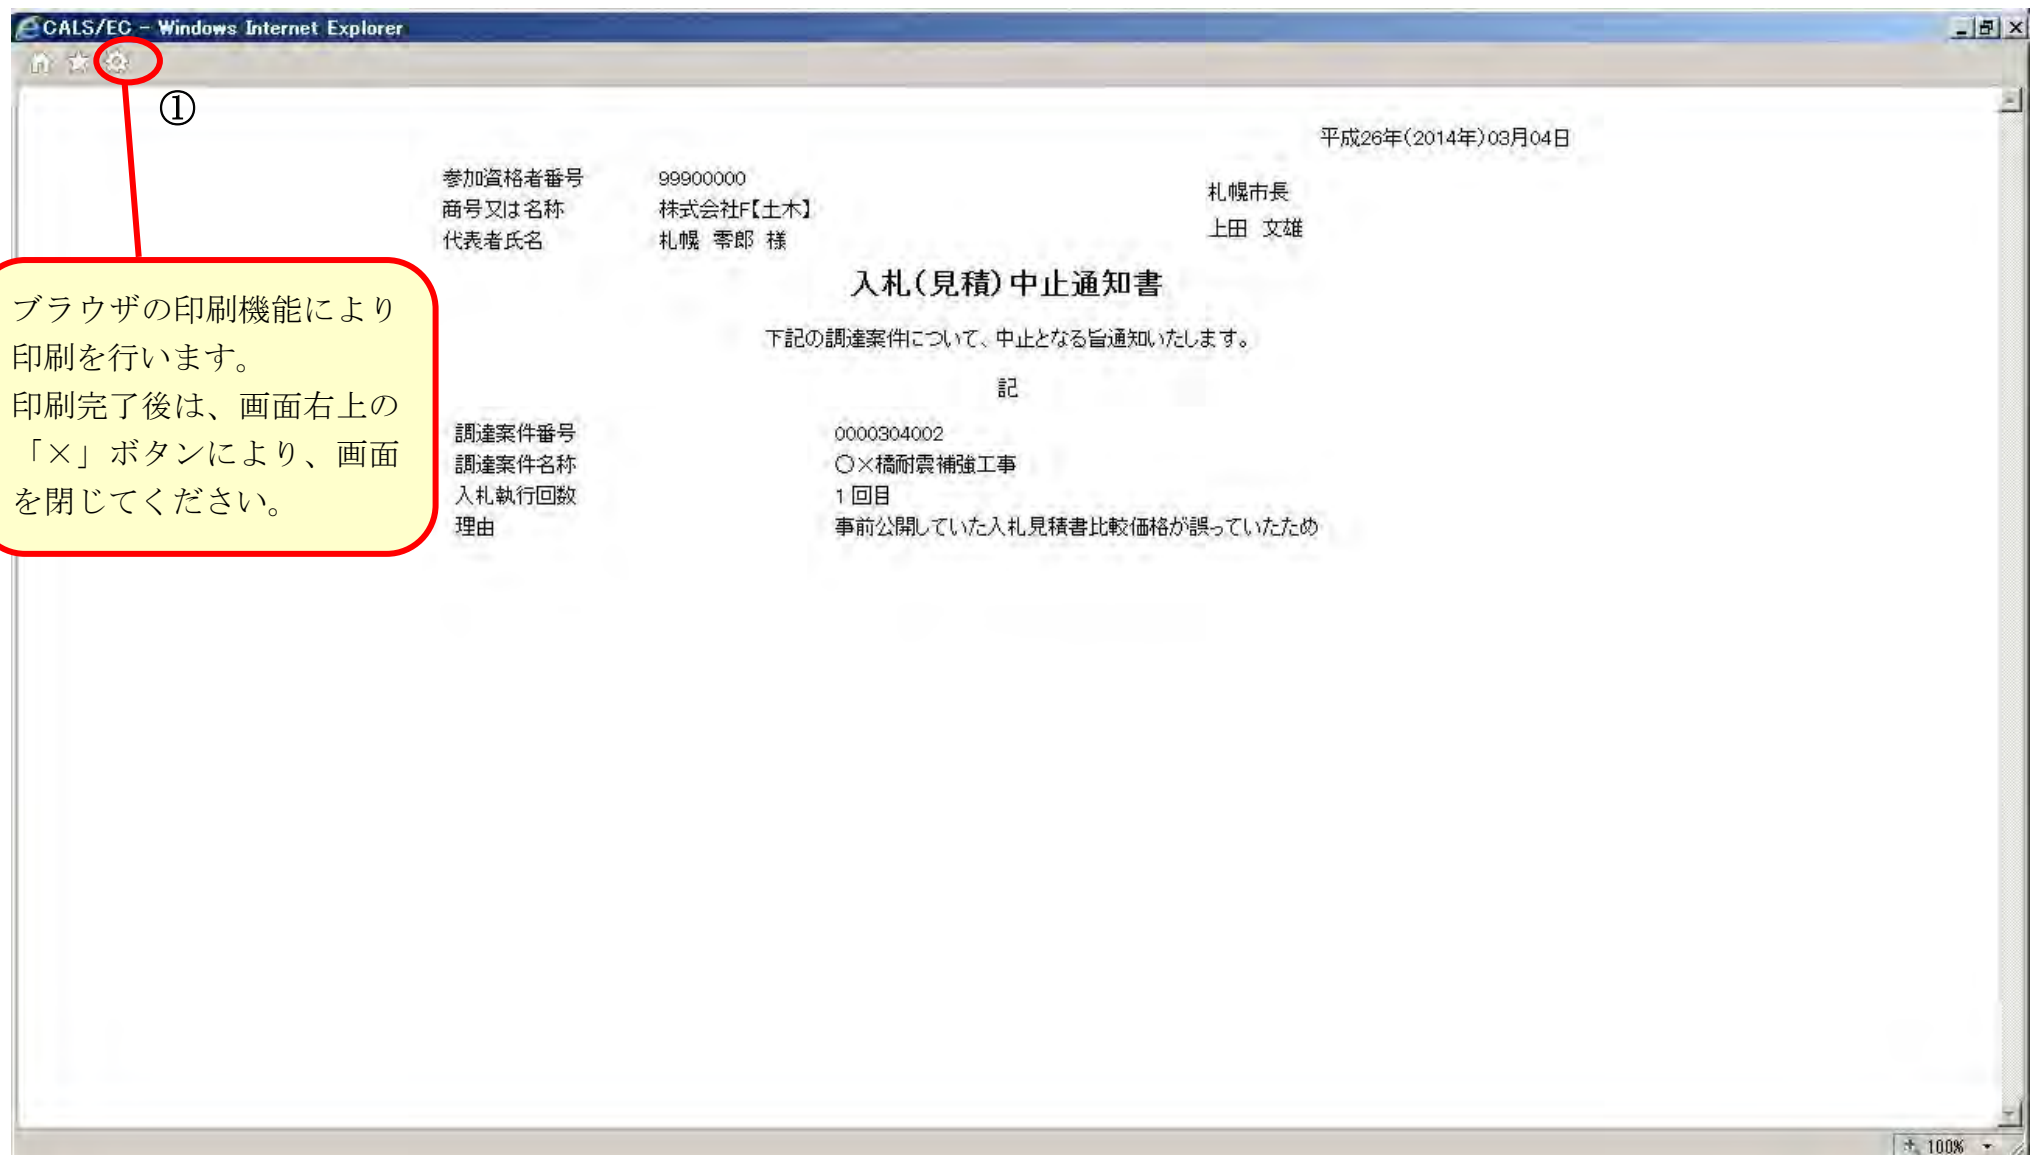 CALS/EC - Windows Internet Explorer
①
平成26年(2014年)03月04日
参加資格者番号 99900000
札幌市長
商号又は名称 株式会社F【土木】
上田 文雄
代表者氏名 札幌 零郎 様
入札(見積)中止通知書
下記の調達案件について、中止となる旨通知いたします。
記
ブラウザの印刷機能により
印刷を行います。
印刷完了後は、画面右上の
「×」ボタンにより、画面
を閉じてください。
調達案件番号 0000304002
調達案件名称 ○×橋耐震補強工事
入札執行回数 1回目
理由 事前公開していた入札見積書比較価格が誤っていたため
100%